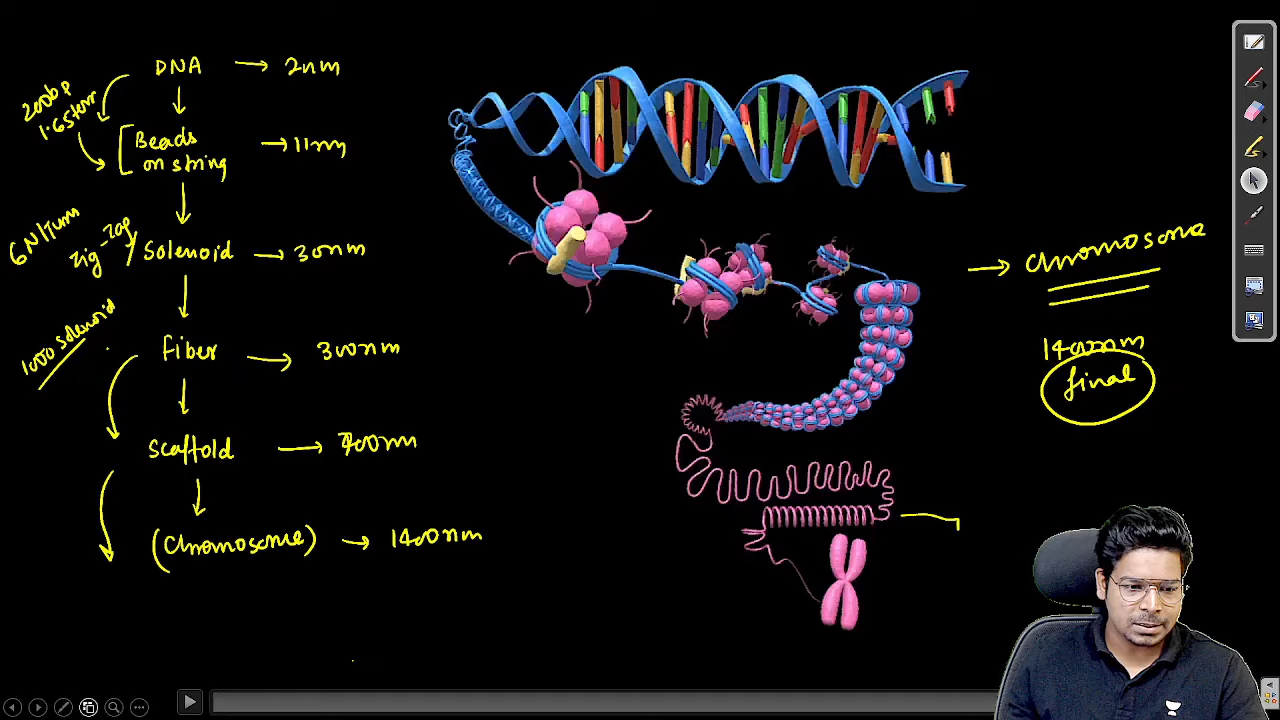 DNA → 2nm
200bp
1.65turn
[Beads → 11nm
on string
6N/turn
zig-zag/
Solenoid → 30nm
1000 solenoid
fiber → 300nm
scaffold → 700nm
(chromosome) → 1400nm
→ chromosome
1400nm
final